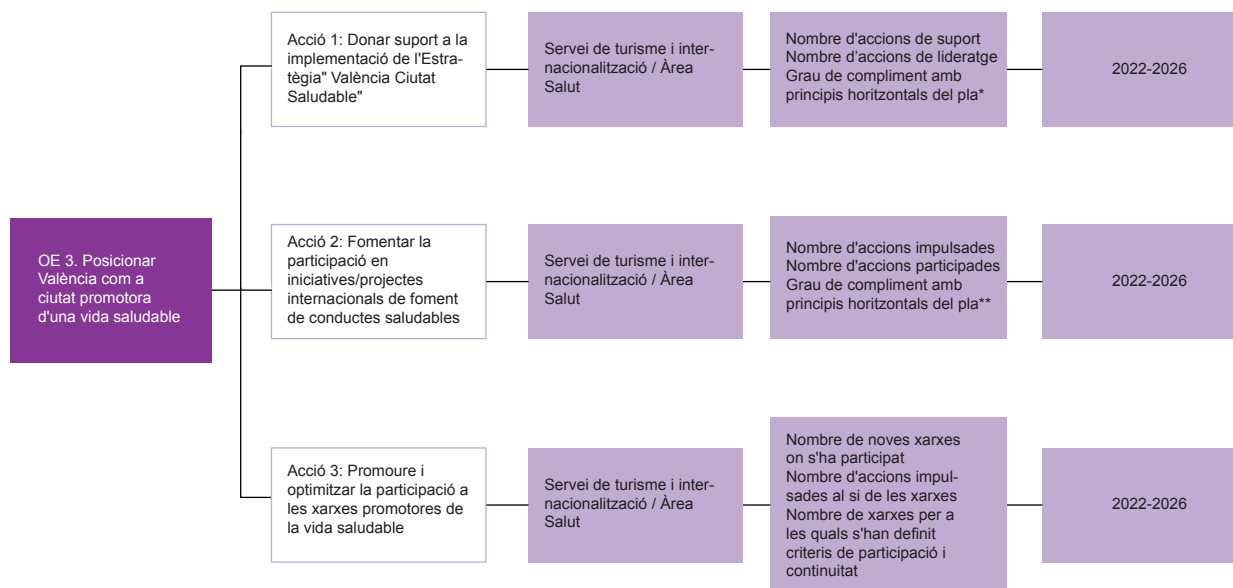 OE 3. Posicionar
València com a
ciutat promotora
d'una vida saludable
Acció 1: Donar suport a la
implementació de l'Estra-
tègia" València Ciutat
Saludable"
Servei de turisme i inter-
nacionalització / Àrea
Salut
Nombre d'accions de suport
Nombre d’accions de lideratge
Grau de compliment amb
principis horitzontals del pla*
2022-2026
Acció 2: Fomentar la
participació en
iniciatives/projectes
internacionals de foment
de conductes saludables
Servei de turisme i inter-
nacionalització / Àrea
Salut
Nombre d'accions impulsades
Nombre d'accions participades
Grau de compliment amb
principis horitzontals del pla**
2022-2026
Acció 3: Promoure i
optimitzar la participació a
les xarxes promotores de
la vida saludable
Servei de turisme i inter-
nacionalització / Àrea
Salut
Nombre de noves xarxes
on s'ha participat
Nombre d'accions impul-
sades al si de les xarxes
Nombre de xarxes per a
les quals s'han definit
criteris de participació i
continuitat
2022-2026